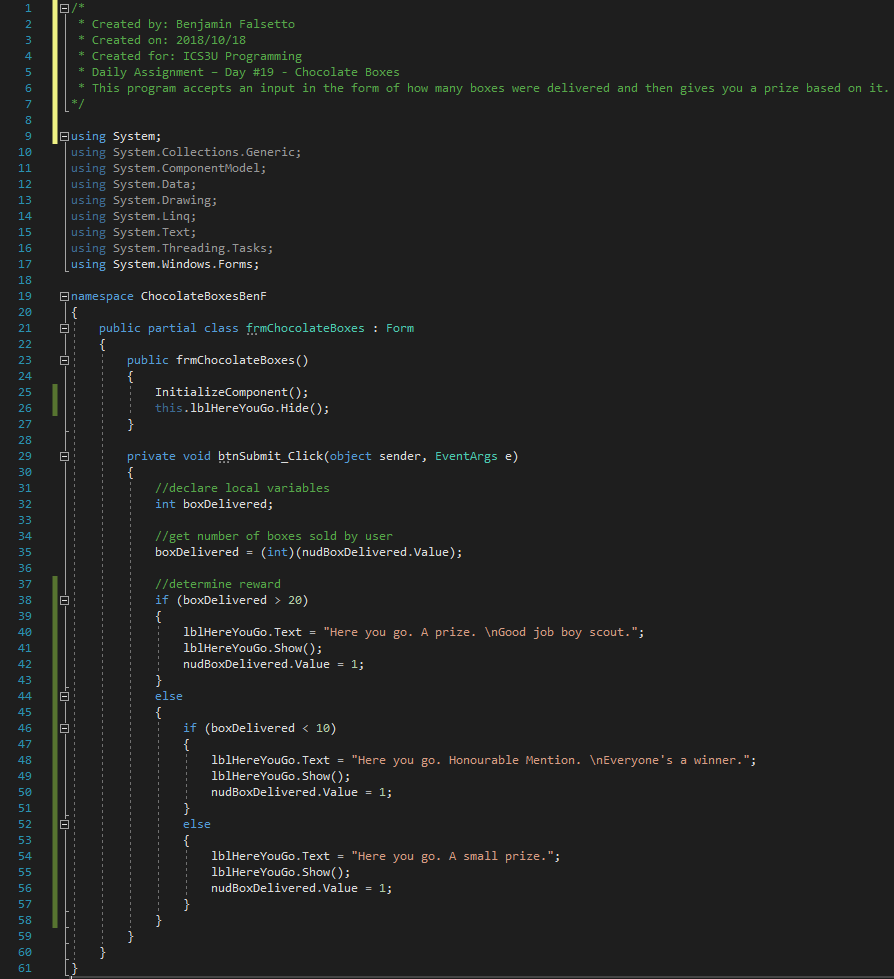 1 /*
2  * Created by: Benjamin Falsetto
3  * Created on: 2018/10/18
4  * Created for: ICS3U Programming
5  * Daily Assignment – Day #19 - Chocolate Boxes
6  * This program accepts an input in the form of how many boxes were delivered and then gives you a prize based on it.
7 */
8
9 using System;
10 using System.Collections.Generic;
11 using System.ComponentModel;
12 using System.Data;
13 using System.Drawing;
14 using System.Linq;
15 using System.Text;
16 using System.Threading.Tasks;
17 using System.Windows.Forms;
18
19 namespace ChocolateBoxesBenF
20 {
21     public partial class frmChocolateBoxes : Form
22     {
23         public frmChocolateBoxes()
24         {
25             InitializeComponent();
26             this.lblHereYouGo.Hide();
27         }
28
29         private void btnSubmit_Click(object sender, EventArgs e)
30         {
31             //declare local variables
32             int boxDelivered;
33
34             //get number of boxes sold by user
35             boxDelivered = (int)(nudBoxDelivered.Value);
36
37             //determine reward
38             if (boxDelivered > 20)
39             {
40                 lblHereYouGo.Text = "Here you go. A prize. \nGood job boy scout.";
41                 lblHereYouGo.Show();
42                 nudBoxDelivered.Value = 1;
43             }
44             else
45             {
46                 if (boxDelivered < 10)
47                 {
48                     lblHereYouGo.Text = "Here you go. Honourable Mention. \nEveryone's a winner.";
49                     lblHereYouGo.Show();
50                     nudBoxDelivered.Value = 1;
51                 }
52                 else
53                 {
54                     lblHereYouGo.Text = "Here you go. A small prize.";
55                     lblHereYouGo.Show();
56                     nudBoxDelivered.Value = 1;
57                 }
58             }
59         }
60     }
61 }